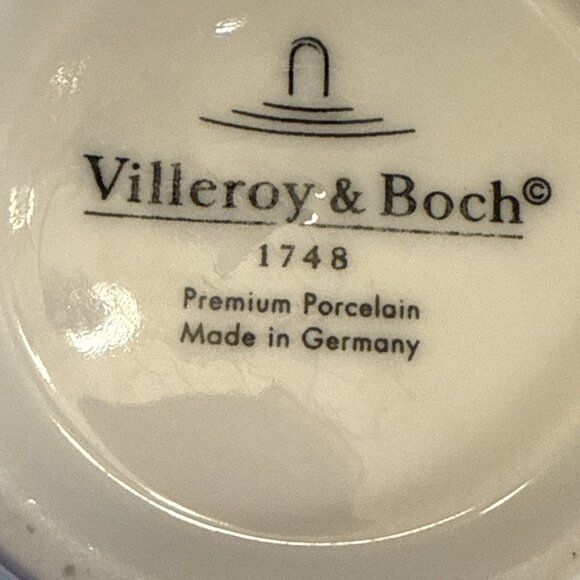 Villeroy & Boch©
1748
Premium Porcelain
Made in Germany